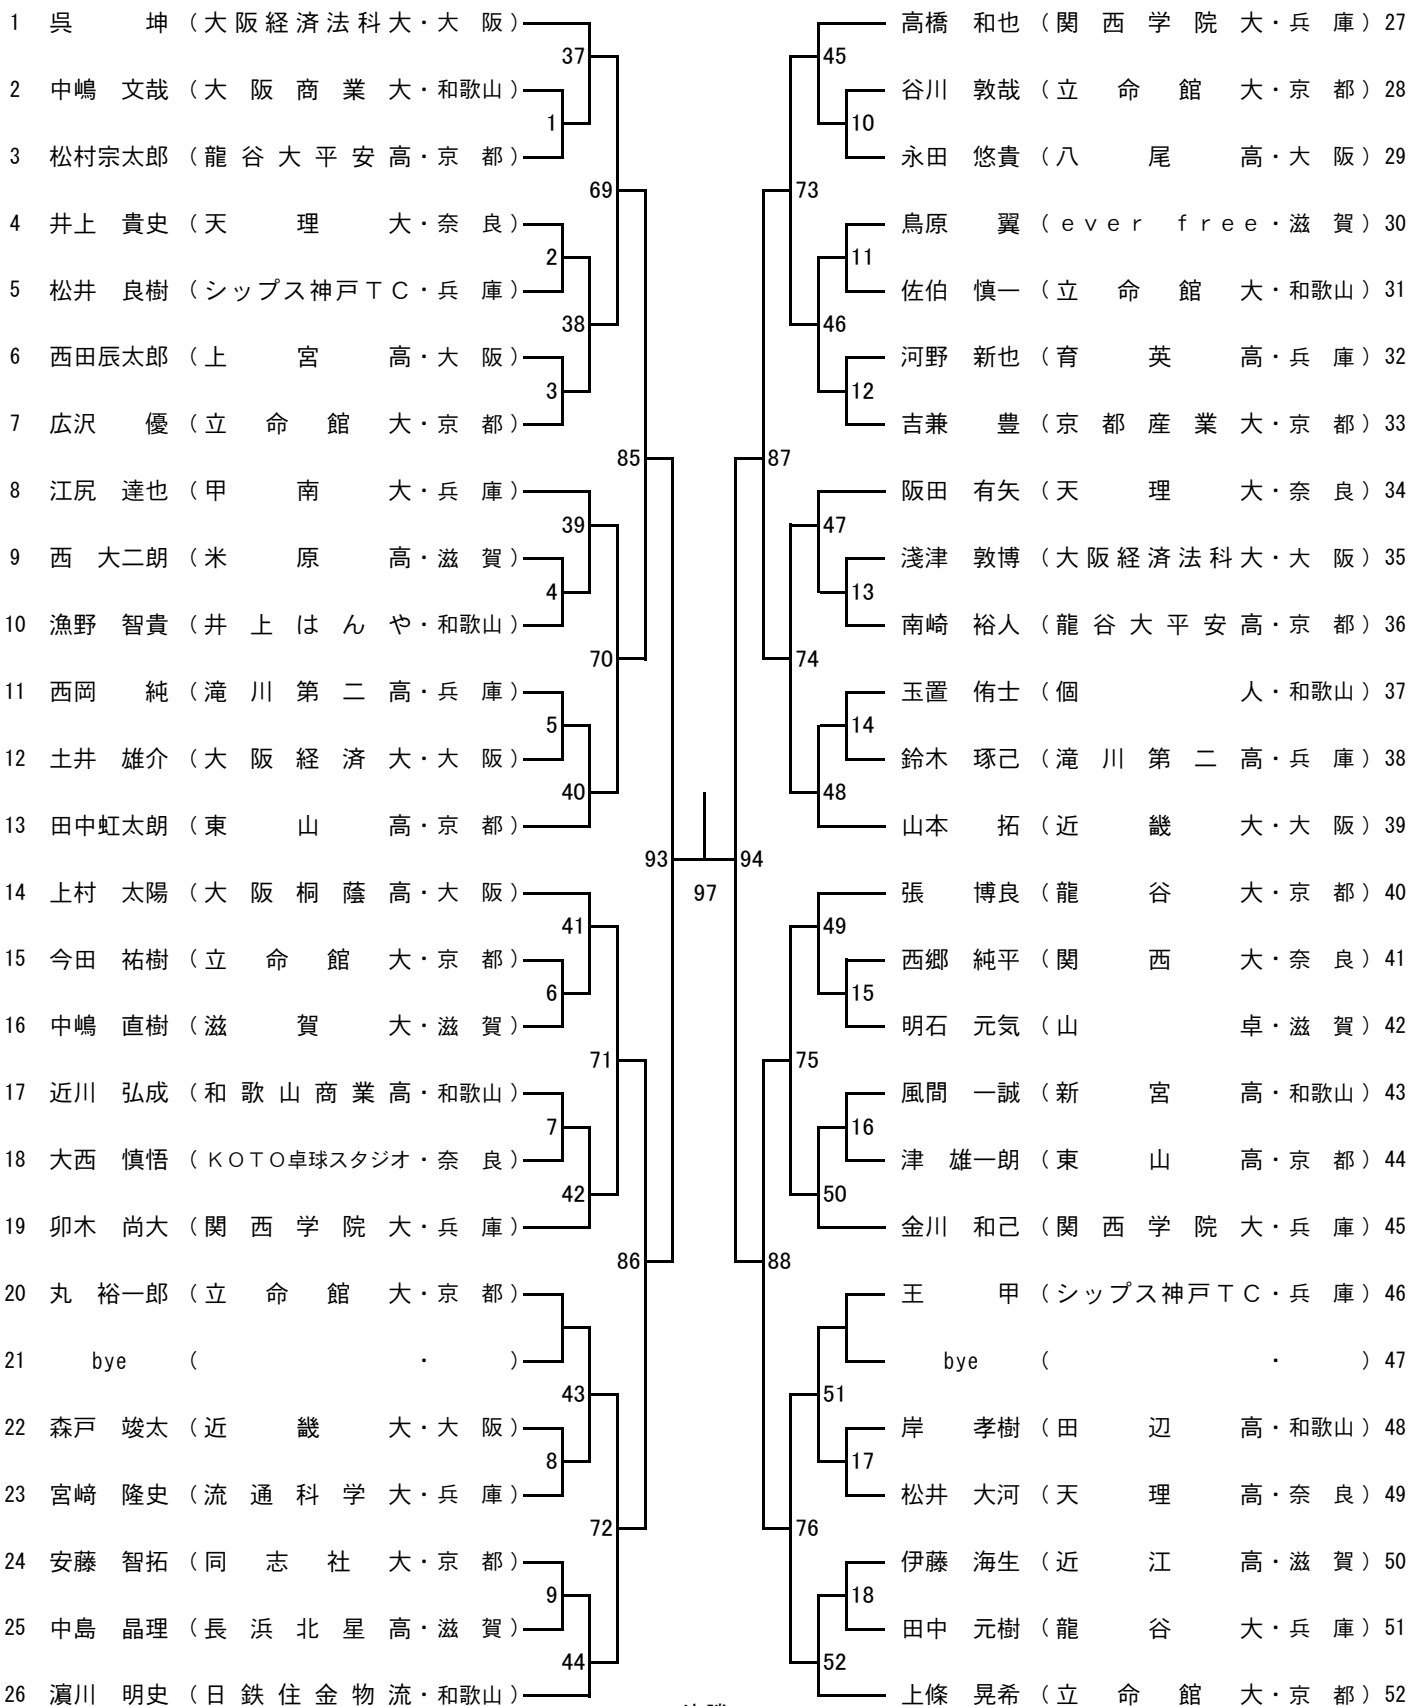 1 呉 坤 (大阪経済法科大・大 阪)
37
2 中嶋 文哉 (大阪商業大・和歌山)
1
3 松村宗太郎 (龍谷大平安高・京 都)
69
4 井上 貴史 (天理大・奈 良)
2
5 松井 良樹 (シップス神戸TC・兵 庫)
38
6 西田辰太郎 (上宮高・大 阪)
3
7 広沢 優 (立命館大・京 都)
85
8 江尻 達也 (甲南大・兵 庫)
39
9 西 大二朗 (米原高・滋 賀)
4
10 漁野 智貴 (井上はんや・和歌山)
70
11 西岡 純 (滝川第二高・兵 庫)
5
12 土井 雄介 (大阪経済大・大 阪)
40
13 田中虹太朗 (東山高・京 都)
93
14 上村 太陽 (大阪桐蔭高・大 阪)
41
15 今田 祐樹 (立命館大・京 都)
6
16 中嶋 直樹 (滋賀大・滋 賀)
71
17 近川 弘成 (和歌山商業高・和歌山)
7
18 大西 慎悟 (KOTO卓球スタジオ・奈 良)
42
19 卯木 尚大 (関西学院大・兵 庫)
86
20 丸 裕一郎 (立命館大・京 都)
21 bye ( ・ )
43
22 森戸 竣太 (近畿大・大 阪)
8
23 宮﨑 隆史 (流通科学大・兵 庫)
72
24 安藤 智拓 (同志社大・京 都)
9
25 中島 晶理 (長浜北星高・滋 賀)
44
26 濵川 明史 (日鉄住金物流・和歌山)
97
高橋 和也 (関西学院大・兵 庫) 27
45
谷川 敦哉 (立命館大・京 都) 28
10
永田 悠貴 (八尾高・大 阪) 29
73
鳥原 翼 (ever free・滋 賀) 30
11
佐伯 慎一 (立命館大・和歌山) 31
46
河野 新也 (育英高・兵 庫) 32
12
吉兼 豊 (京都産業大・京 都) 33
87
阪田 有矢 (天理大・奈 良) 34
47
淺津 敦博 (大阪経済法科大・大 阪) 35
13
南崎 裕人 (龍谷大平安高・京 都) 36
74
玉置 侑士 (個人・和歌山) 37
14
鈴木 琢己 (滝川第二高・兵 庫) 38
48
山本 拓 (近畿大・大 阪) 39
94
張 博良 (龍谷大・京 都) 40
49
西郷 純平 (関西大・奈 良) 41
15
明石 元気 (山卓・滋 賀) 42
75
風間 一誠 (新宮高・和歌山) 43
16
津 雄一朗 (東山高・京 都) 44
50
金川 和己 (関西学院大・兵 庫) 45
88
王 甲 (シップス神戸TC・兵 庫) 46
bye ( ・ ) 47
51
岸 孝樹 (田辺高・和歌山) 48
17
松井 大河 (天理高・奈 良) 49
76
伊藤 海生 (近江高・滋 賀) 50
18
田中 元樹 (龍谷大・兵 庫) 51
52
上條 晃希 (立命館大・京 都) 52